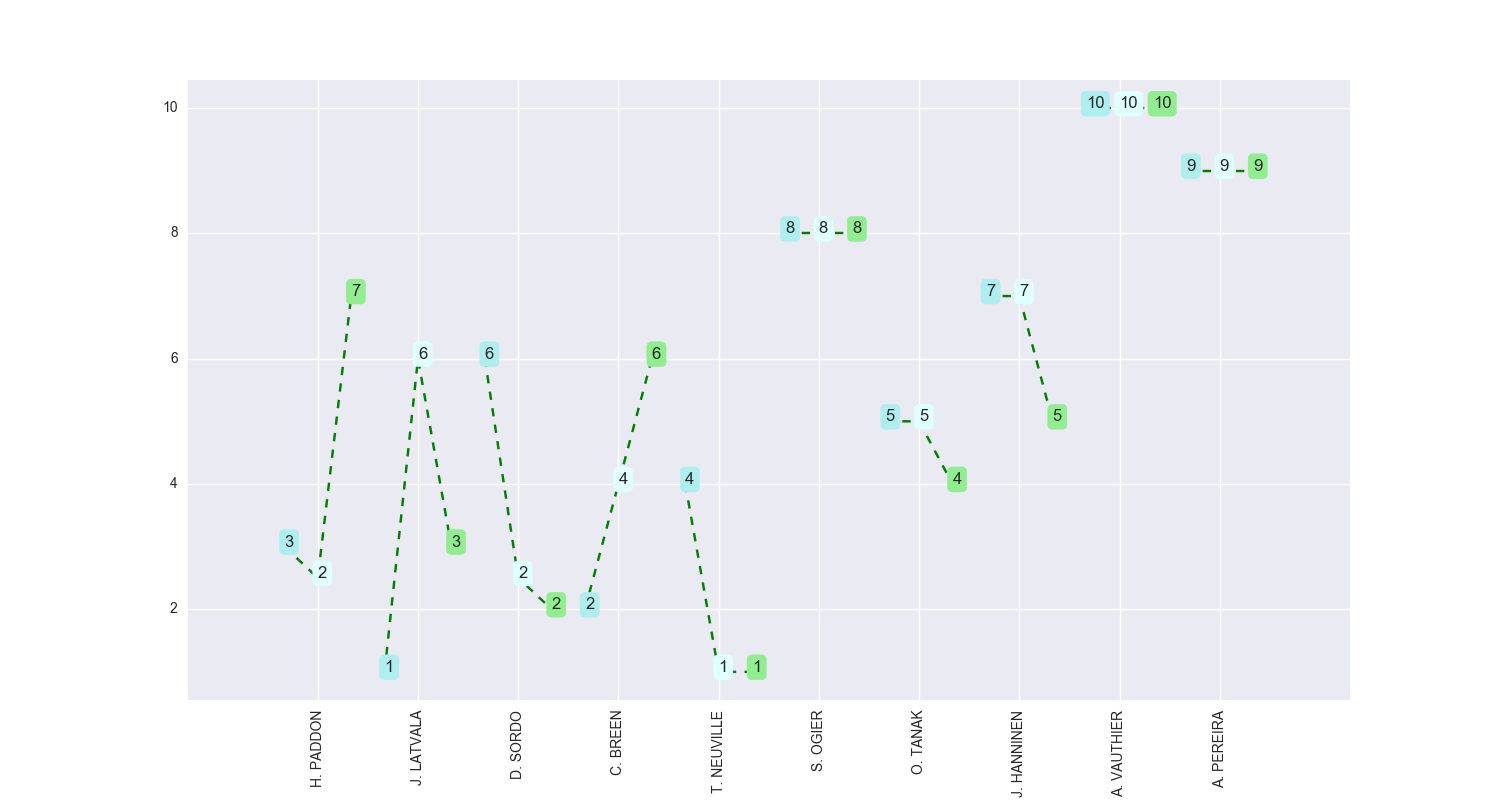 10
8
6
4
2
10 10 10
9 9 9
8 8 8
7 7 7
6 6 6
5 5 5
4 4 4
3 3
2 2
2 2
1 1 1
H. PADDON
J. LATVALA
D. SORDO
C. BREEN
T. NEUVILLE
S. OGIER
O. TANAK
J. HANNINEN
A. VAUTHIER
A. PEREIRA